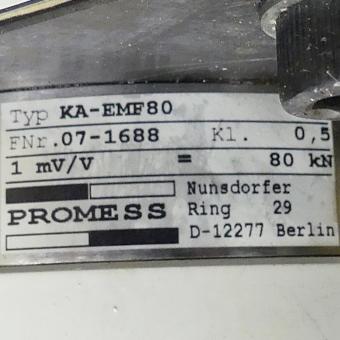 Typ KA-EMF80
FNr.07-1688 Kl. 0,5
1 mV/V = 80 kN
PROMESS
Nunsdorfer
Ring 29
D-12277 Berlin